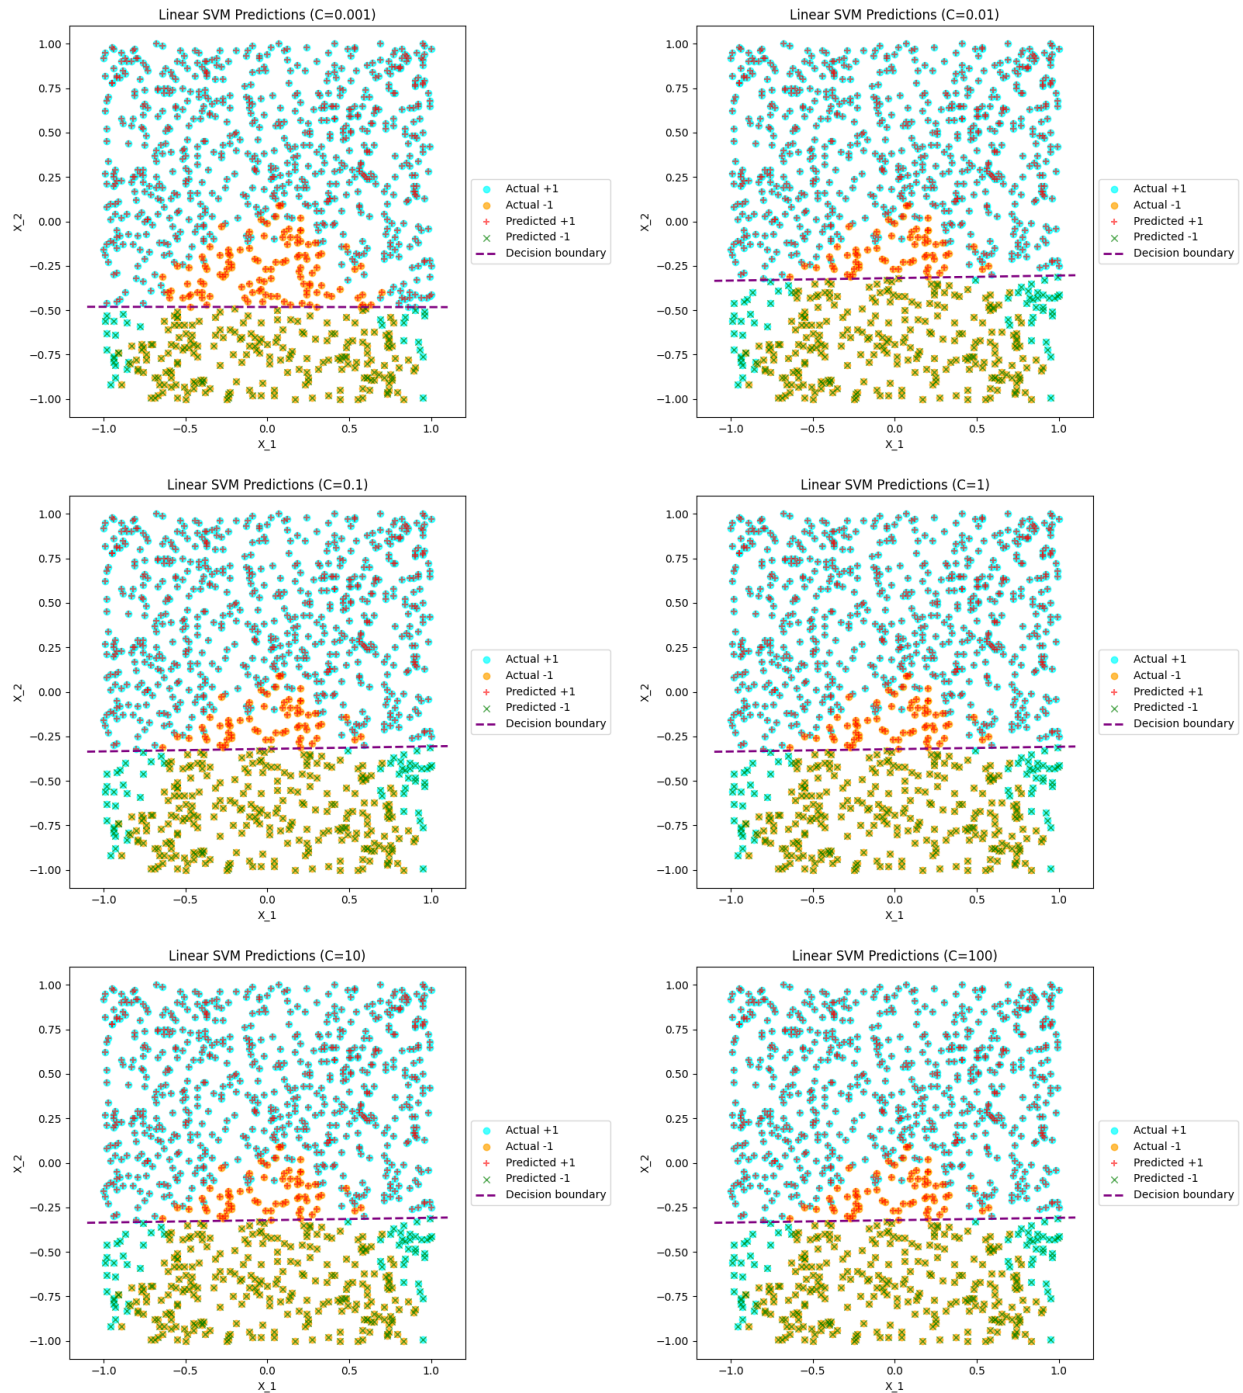 Linear SVM Predictions (C=0.001)
1.00
0.75
0.50
0.25
0.00
−0.25
−0.50
−0.75
−1.00
X_2
−1.0 −0.5 0.0 0.5 1.0
X_1
Actual +1
Actual -1
Predicted +1
Predicted -1
Decision boundary
Linear SVM Predictions (C=0.01)
1.00
0.75
0.50
0.25
0.00
−0.25
−0.50
−0.75
−1.00
X_2
−1.0 −0.5 0.0 0.5 1.0
X_1
Actual +1
Actual -1
Predicted +1
Predicted -1
Decision boundary
Linear SVM Predictions (C=0.1)
1.00
0.75
0.50
0.25
0.00
−0.25
−0.50
−0.75
−1.00
X_2
−1.0 −0.5 0.0 0.5 1.0
X_1
Actual +1
Actual -1
Predicted +1
Predicted -1
Decision boundary
Linear SVM Predictions (C=1)
1.00
0.75
0.50
0.25
0.00
−0.25
−0.50
−0.75
−1.00
X_2
−1.0 −0.5 0.0 0.5 1.0
X_1
Actual +1
Actual -1
Predicted +1
Predicted -1
Decision boundary
Linear SVM Predictions (C=10)
1.00
0.75
0.50
0.25
0.00
−0.25
−0.50
−0.75
−1.00
X_2
−1.0 −0.5 0.0 0.5 1.0
X_1
Actual +1
Actual -1
Predicted +1
Predicted -1
Decision boundary
Linear SVM Predictions (C=100)
1.00
0.75
0.50
0.25
0.00
−0.25
−0.50
−0.75
−1.00
X_2
−1.0 −0.5 0.0 0.5 1.0
X_1
Actual +1
Actual -1
Predicted +1
Predicted -1
Decision boundary